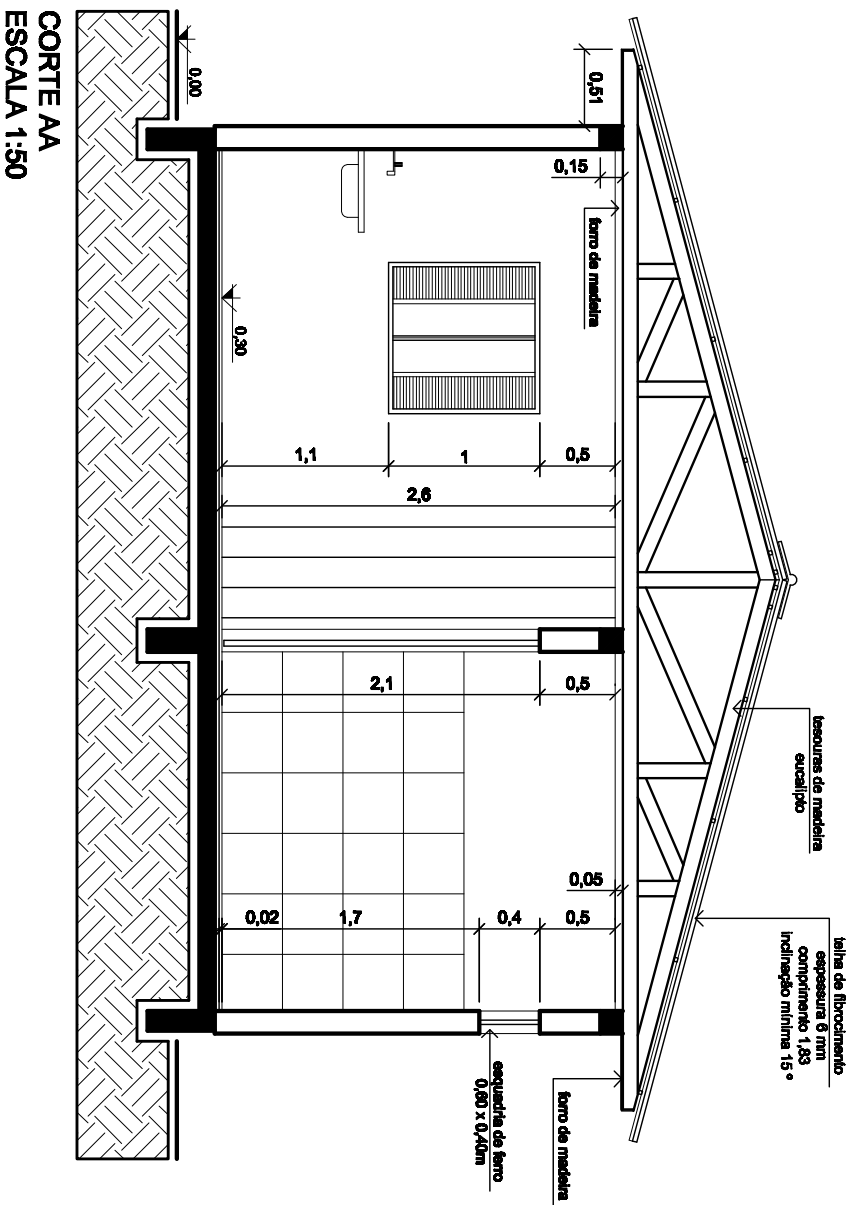 telha de fibrocimento
espessura 6 mm
comprimento 1,83
inclinação mínima 15 º
tesouras de madeira
eucalipto
0,51
0,15
forro de madeira
0,05
forro de madeira
0,5
0,5
0,5
1
2,6
1,1
2,1
0,4
1,7
0,02
esquadria de ferro
0,60 x 0,40m
0,30
0,00
CORTE AA
ESCALA 1:50